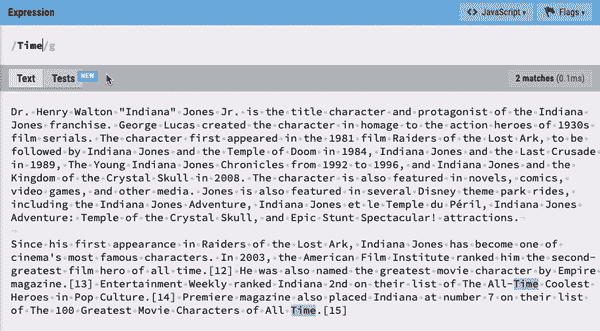 Expression
<> JavaScript ▾ Flags ▾
/Time/g
Text Tests NEW 2 matches (0.1ms)
Dr. Henry Walton "Indiana" Jones Jr. is the title character and protagonist of the Indiana
Jones franchise. George Lucas created the character in homage to the action heroes of 1930s
film serials. The character first appeared in the 1981 film Raiders of the Lost Ark, to be
followed by Indiana Jones and the Temple of Doom in 1984, Indiana Jones and the Last Crusade
in 1989, The Young Indiana Jones Chronicles from 1992 to 1996, and Indiana Jones and the
Kingdom of the Crystal Skull in 2008. The character is also featured in novels, comics,
video games, and other media. Jones is also featured in several Disney theme park rides,
including the Indiana Jones Adventure, Indiana Jones et le Temple du Péril, Indiana Jones
Adventure: Temple of the Crystal Skull, and Epic Stunt Spectacular! attractions.
Since his first appearance in Raiders of the Lost Ark, Indiana Jones has become one of
cinema's most famous characters. In 2003, the American Film Institute ranked him the second-
greatest film hero of all time.[12] He was also named the greatest movie character by Empire
magazine.[13] Entertainment Weekly ranked Indiana 2nd on their list of The All-Time Coolest
Heroes in Pop Culture.[14] Premiere magazine also placed Indiana at number 7 on their list
of The 100 Greatest Movie Characters of All Time.[15]